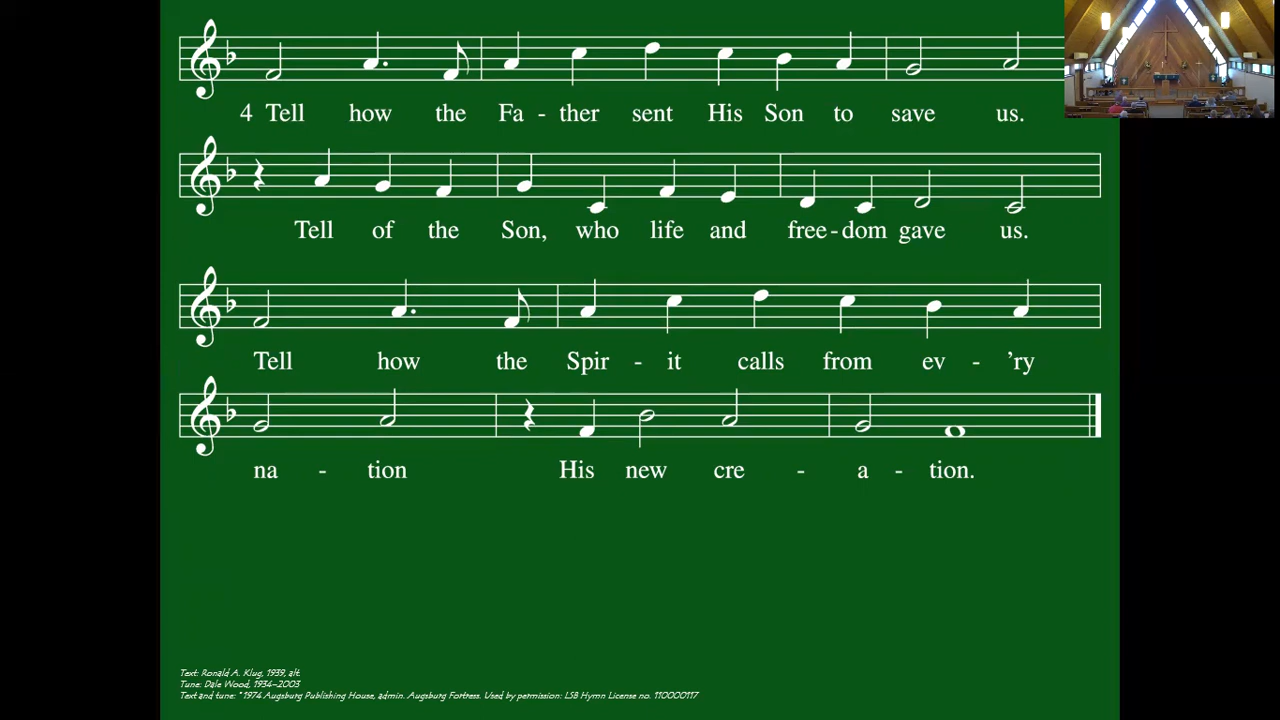 4 Tell how the Fa - ther sent His Son to save us.
Tell of the Son, who life and free - dom gave us.
Tell how the Spir - it calls from ev - 'ry
na - tion His new cre - a - tion.
Text: Ronald A. Klug, 1939, alt.
Tune: Dale Wood, 1934–2003
Text and tune: °1974 Augsburg Publishing House, admin. Augsburg Fortress. Used by permission: LSB Hymn License no. 110000117